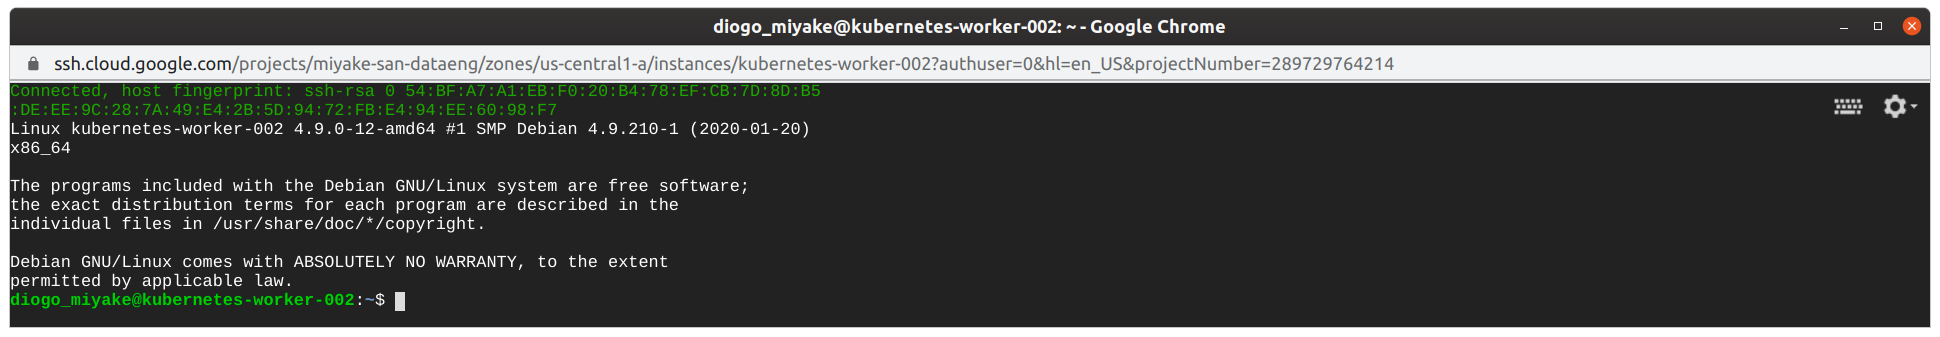 diogo_miyake@kubernetes-worker-002: ~ - Google Chrome
ssh.cloud.google.com/projects/miyake-san-dataeng/zones/us-central1-a/instances/kubernetes-worker-002?authuser=0&hl=en_US&projectNumber=289729764214
Connected, host fingerprint: ssh-rsa 0 54:BF:A7:A1:EB:F0:20:B4:78:EF:CB:7D:8D:B5
:DE:EE:9C:28:7A:49:E4:2B:5D:94:72:FB:E4:94:EE:60:98:F7
Linux kubernetes-worker-002 4.9.0-12-amd64 #1 SMP Debian 4.9.210-1 (2020-01-20)
x86_64
The programs included with the Debian GNU/Linux system are free software;
the exact distribution terms for each program are described in the
individual files in /usr/share/doc/*/copyright.
Debian GNU/Linux comes with ABSOLUTELY NO WARRANTY, to the extent
permitted by applicable law.
diogo_miyake@kubernetes-worker-002:~$